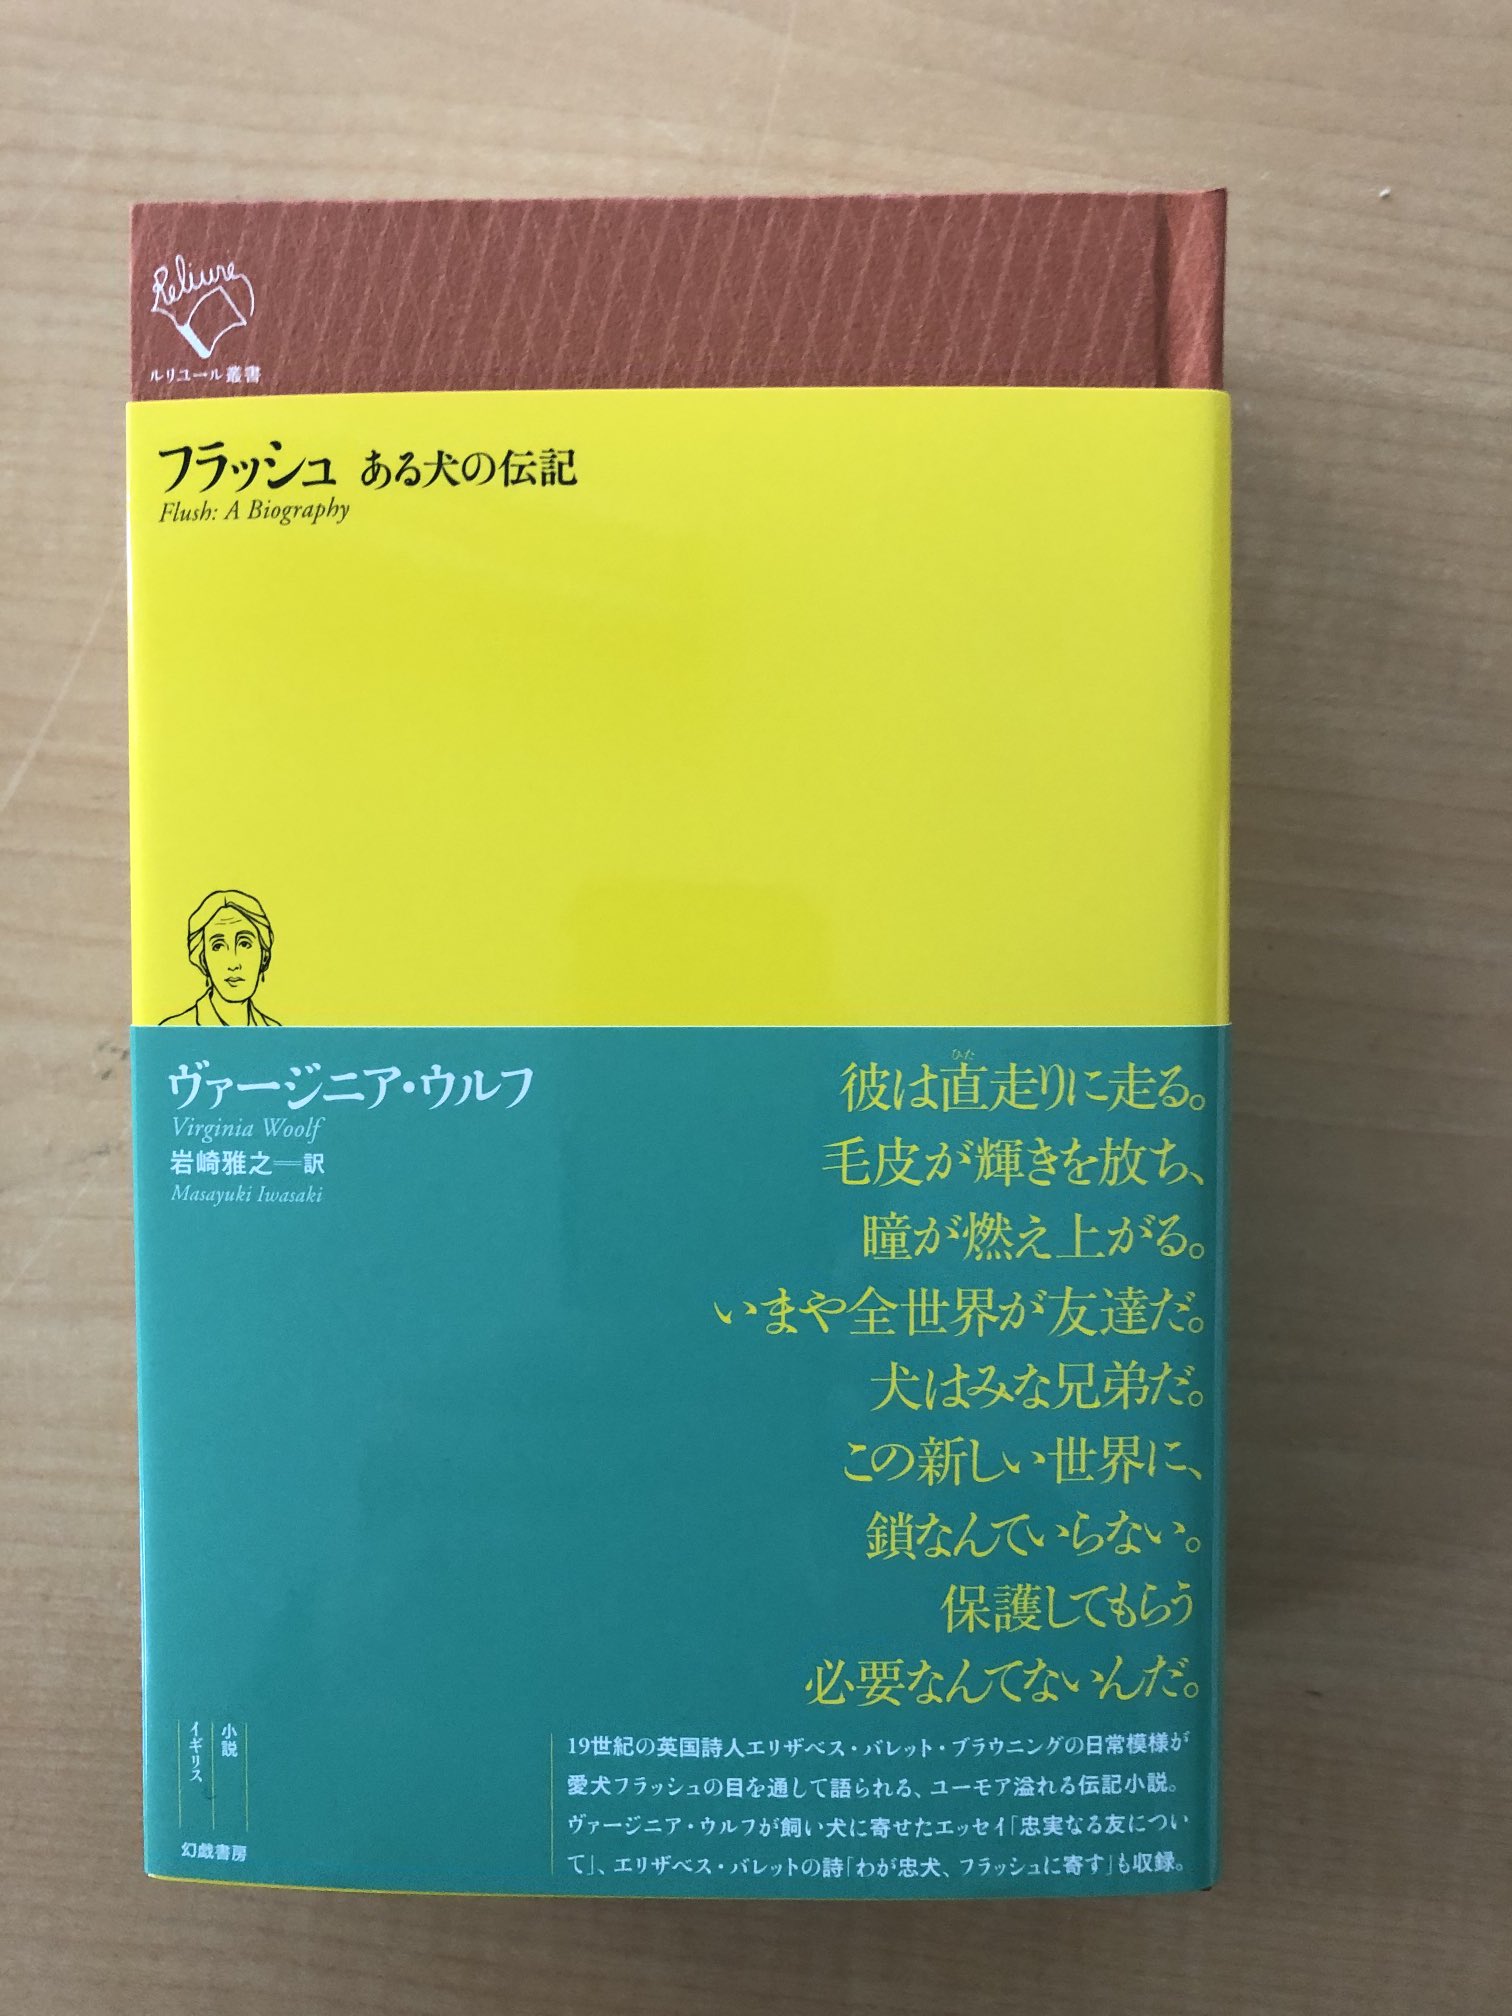 Reliure
ルリユール叢書
フラッシュ ある犬の伝記
Flush: A Biography
ヴァージニア・ウルフ
Virginia Woolf
岩崎雅之＝訳
Masayuki Iwasaki
ひた
彼は直走りに走る。
毛皮が輝きを放ち、
瞳が燃え上がる。
いまや全世界が友達だ。
犬はみな兄弟だ。
この新しい世界に、
鎖なんていらない。
保護してもらう
必要なんてないんだ。
小説
イギリス
幻戯書房
19世紀の英国詩人エリザベス・バレット・ブラウニングの日常模様が
愛犬フラッシュの目を通して語られる、ユーモア溢れる伝記小説。
ヴァージニア・ウルフが飼い犬に寄せたエッセイ「忠実なる友につい
て」、エリザベス・バレットの詩「わが忠犬、フラッシュに寄す」も収録。